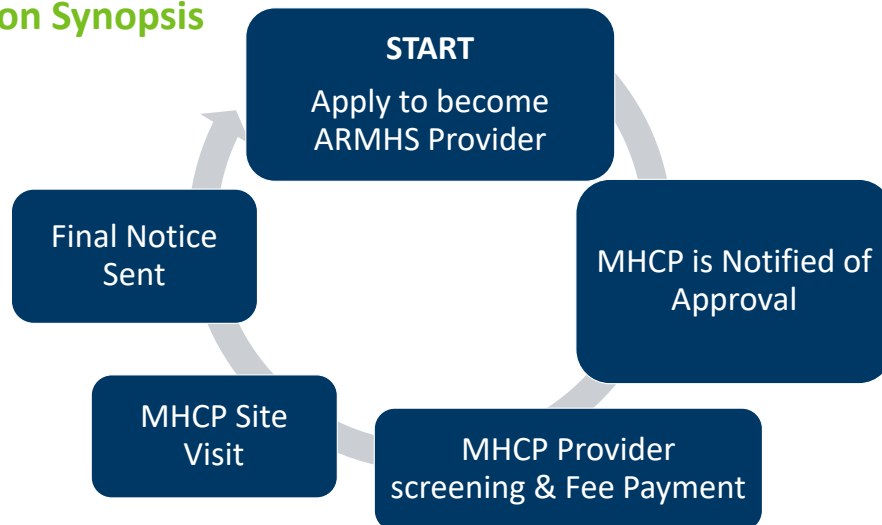 on Synopsis
START
Apply to become
ARMHS Provider
MHCP is Notified of
Approval
MHCP Provider
screening & Fee Payment
MHCP Site
Visit
Final Notice
Sent